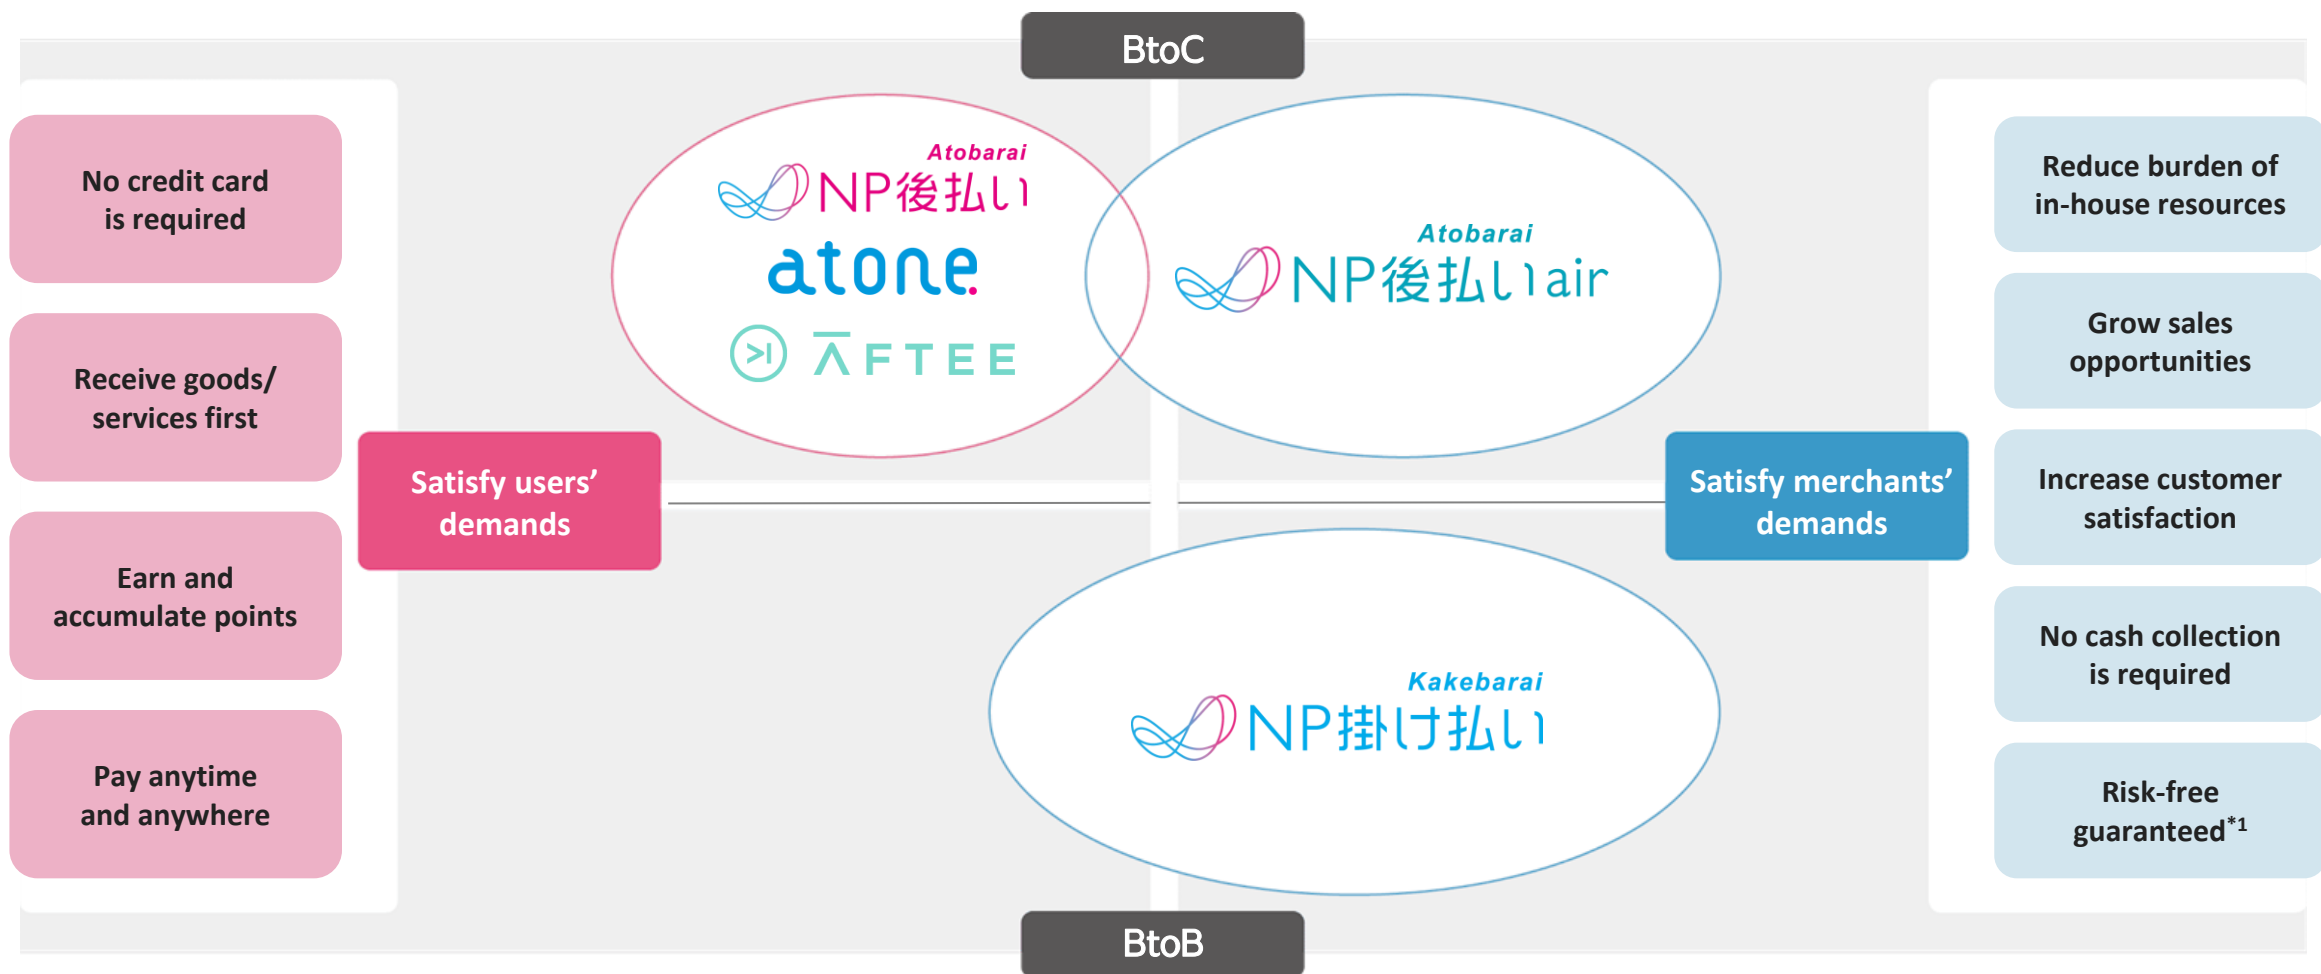 BtoC
No credit card
is required
Receive goods/
services first
Earn and
accumulate points
Pay anytime
and anywhere
Satisfy users’
demands
Atobarai
NP後払い
atone.
AFTEE
Atobarai
NP後払いair
Kakebarai
NP掛け払い
Satisfy merchants’
demands
Reduce burden of
in-house resources
Grow sales
opportunities
Increase customer
satisfaction
No cash collection
is required
Risk-free
guaranteed*1
BtoB